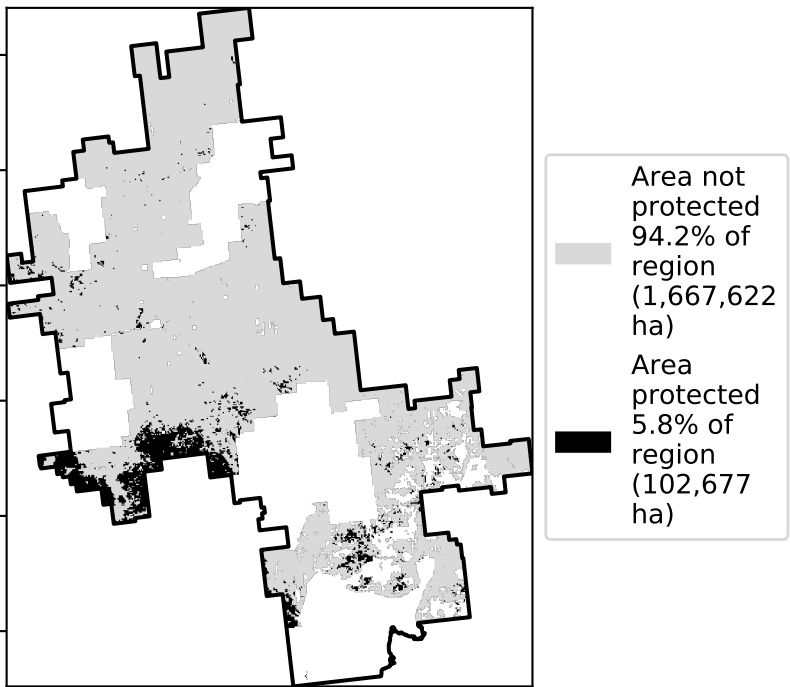 Area not
protected
94.2% of
region
(1,667,622
ha)
Area
protected
5.8% of
region
(102,677
ha)